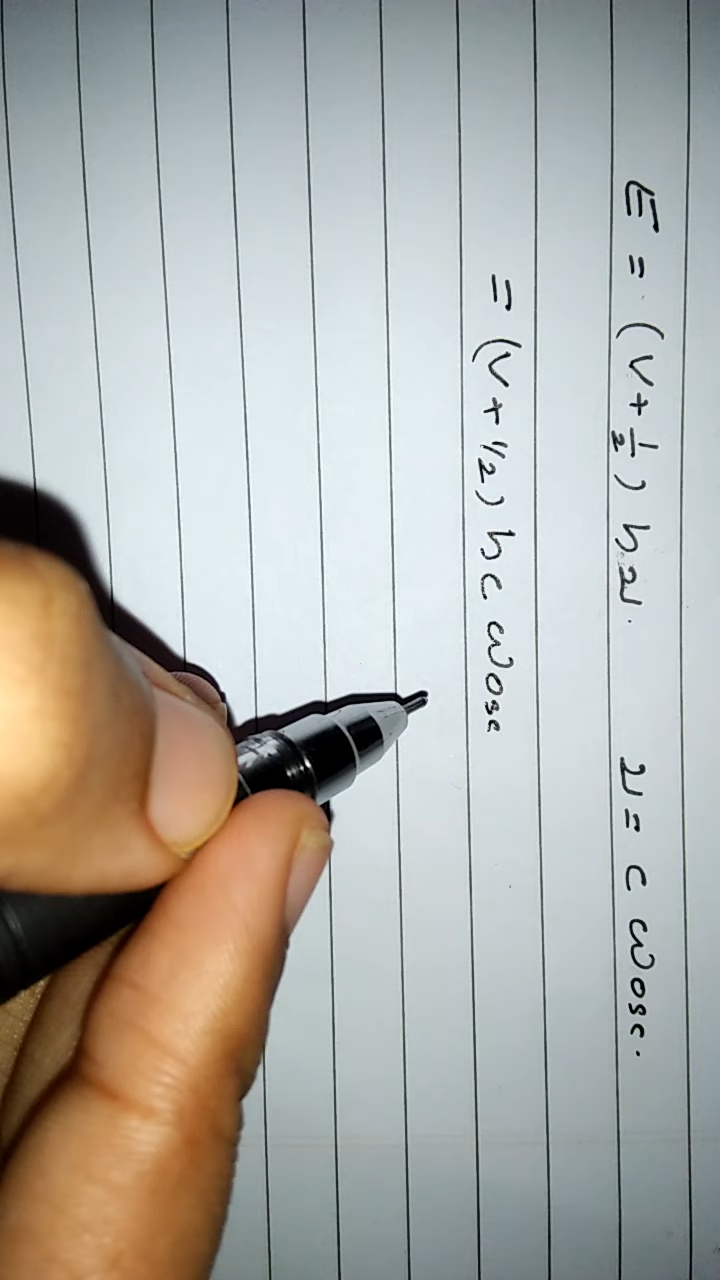 E = (v + 1/2) hν. ν = c ωosc.
= (v + 1/2) hc ωosc